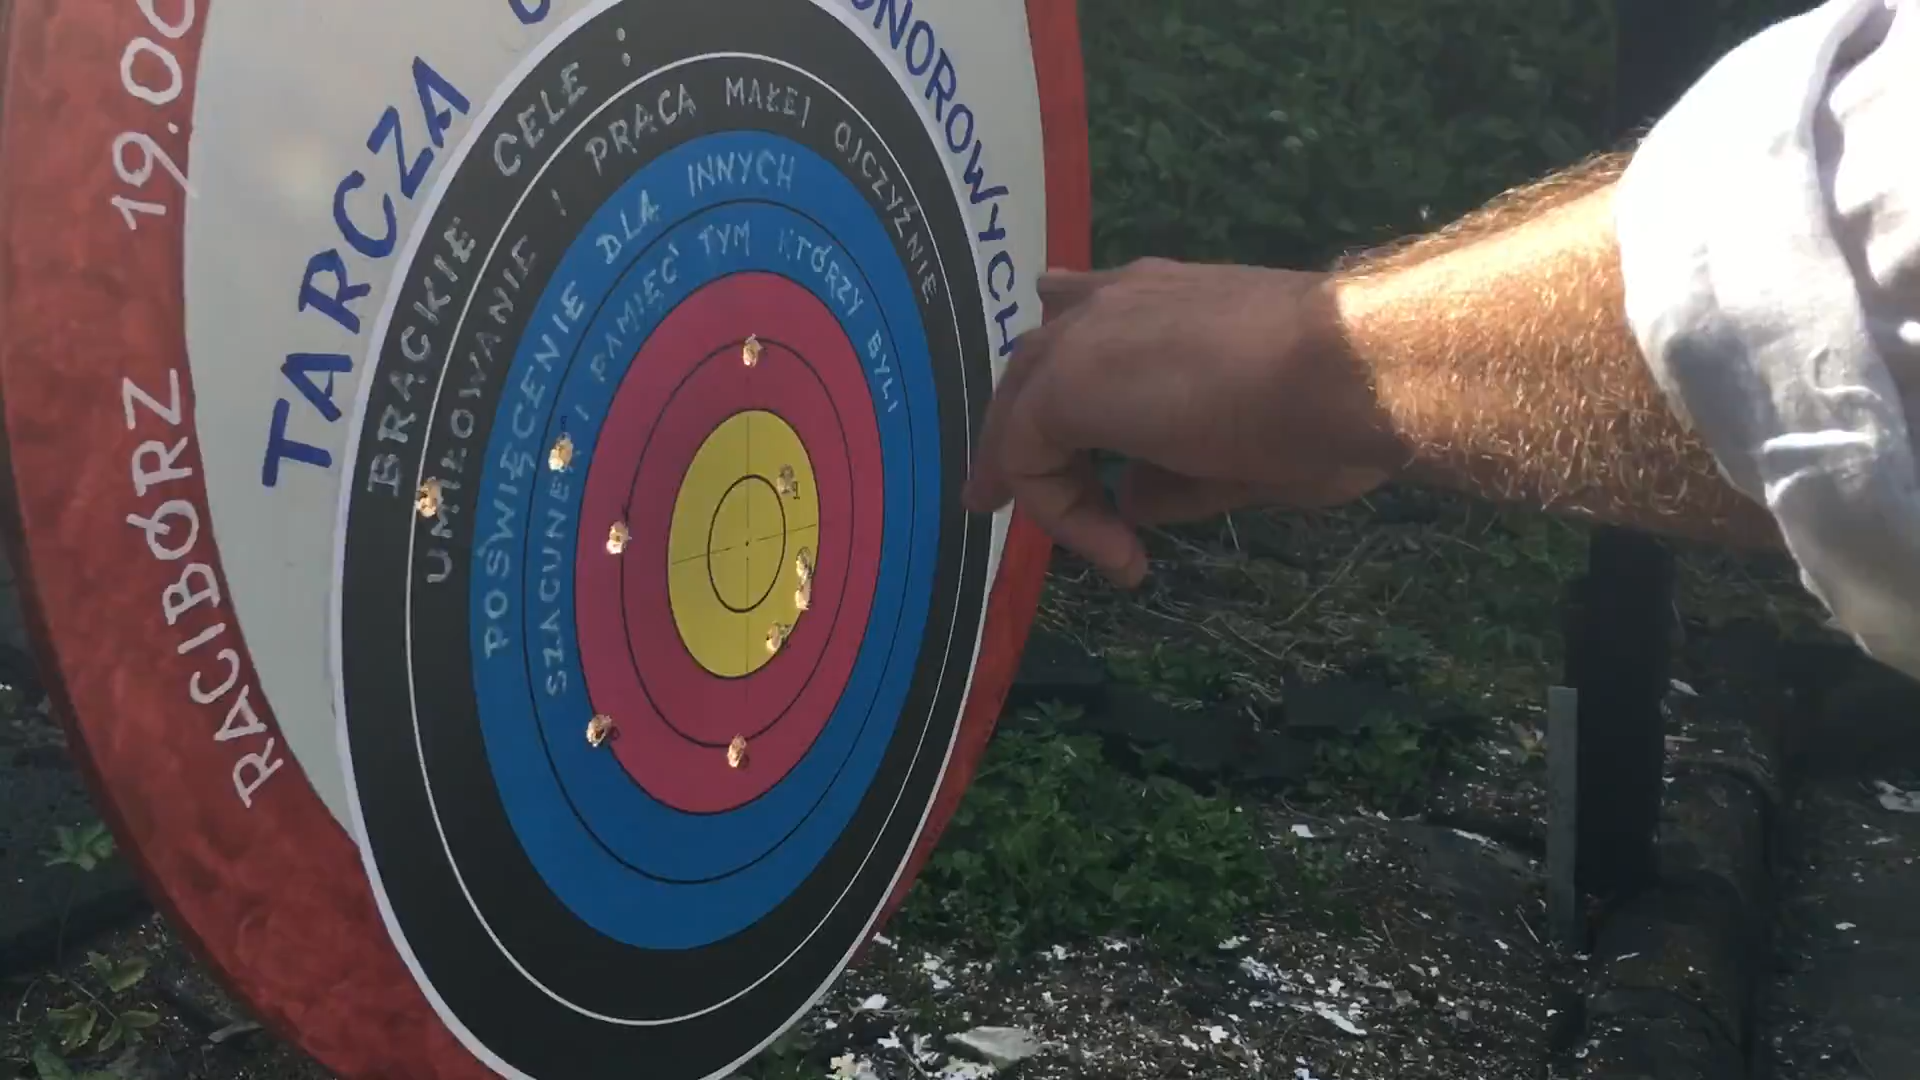 RACIBÓRZ 19.0
TARCZA
ONOROWYCH
BRACKIE CELE :
UMIŁOWANIE I PRACA MAŁEJ OJCZYŹNIE
POŚWIĘCENIE DLA INNYCH
SZACUNEK I PAMIĘĆ TYM KTÓRZY BYLI